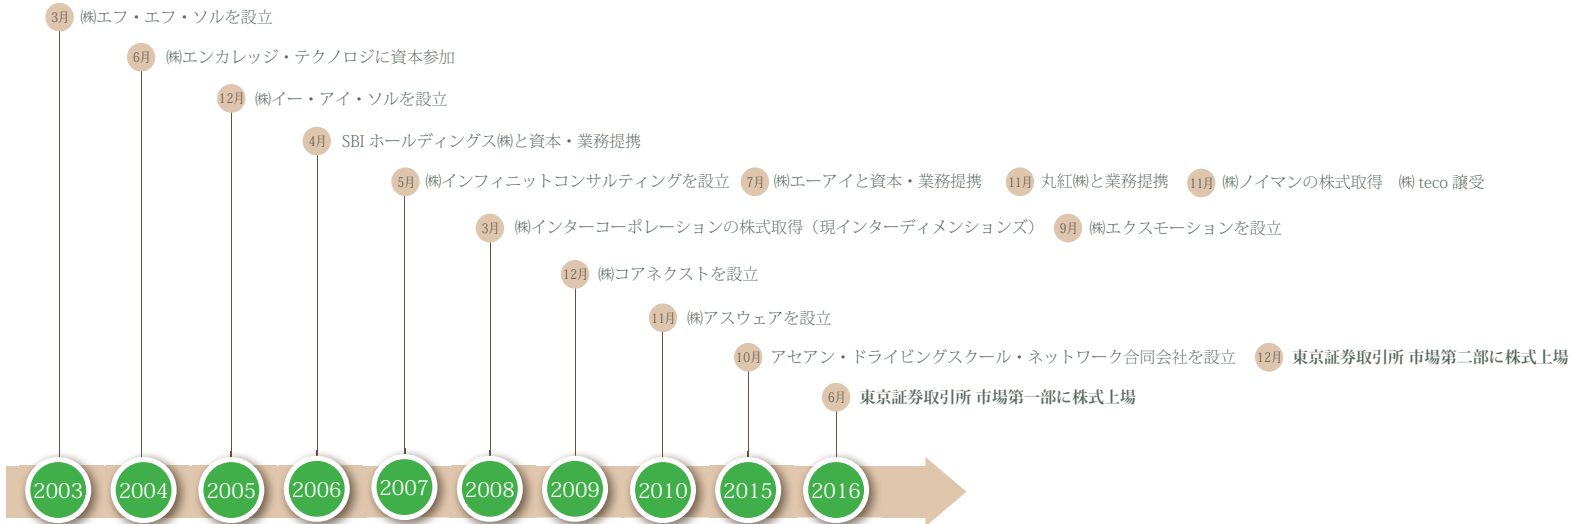 3月 ㈱エフ・エフ・ソルを設立
6月 ㈱エンカレッジ・テクノロジに資本参加
12月 ㈱イー・アイ・ソルを設立
4月 SBI ホールディングス㈱と資本・業務提携
5月 ㈱インフィニットコンサルティングを設立 7月 ㈱エーアイと資本・業務提携 11月 丸紅㈱と業務提携 11月 ㈱ノイマンの株式取得 ㈱ teco 譲受
3月 ㈱インターコーポレーションの株式取得（現インターディメンションズ） 9月 ㈱エクスモーションを設立
12月 ㈱コアネクストを設立
11月 ㈱アスウェアを設立
10月 アセアン・ドライビングスクール・ネットワーク合同会社を設立 12月 東京証券取引所 市場第二部に株式上場
6月 東京証券取引所 市場第一部に株式上場
2003 2004 2005 2006 2007 2008 2009 2010 2015 2016